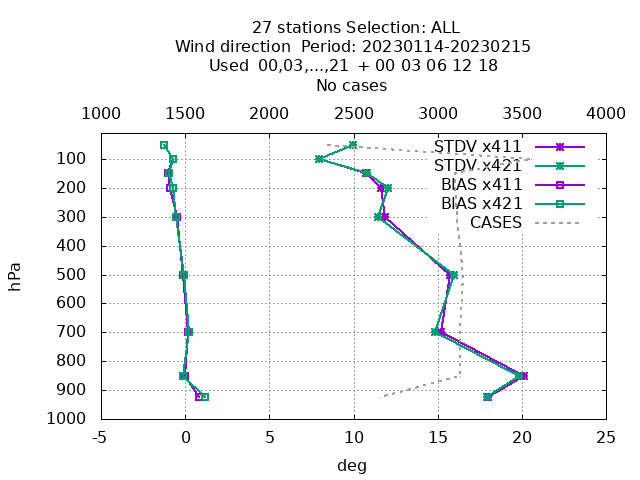 27 stations Selection: ALL
Wind direction  Period: 20230114-20230215
Used  00,03,...,21  + 00 03 06 12 18
No cases
1000 1500 2000 2500 3000 3500 4000
STDV x411
STDV x421
BIAS x411
BIAS x421
CASES
100
200
300
400
500
600
700
800
900
1000
hPa
-5 0 5 10 15 20 25
deg